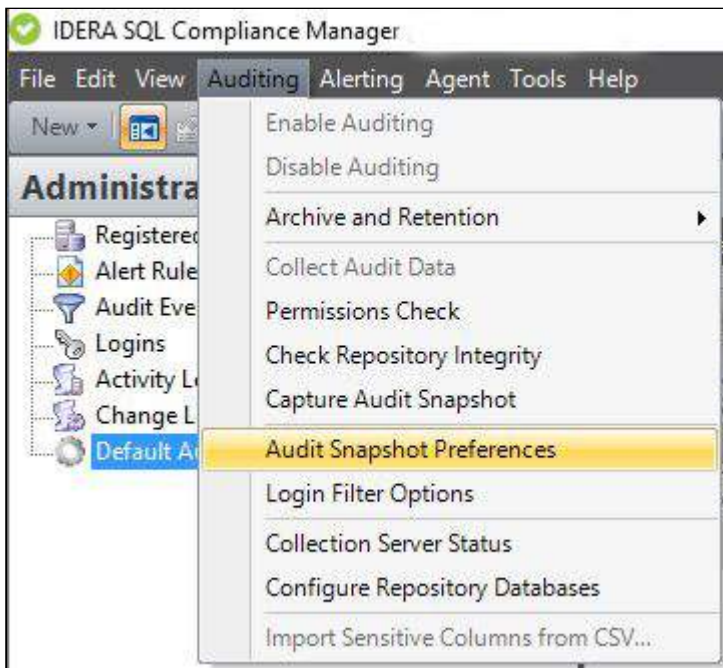 IDERA SQL Compliance Manager
File Edit View Auditing Alerting Agent Tools Help
New
Enable Auditing
Disable Auditing
Archive and Retention
Collect Audit Data
Permissions Check
Check Repository Integrity
Capture Audit Snapshot
Audit Snapshot Preferences
Login Filter Options
Collection Server Status
Configure Repository Databases
Import Sensitive Columns from CSV...
Administra
Registered
Alert Rule
Audit Eve
Logins
Activity L
Change L
Default A